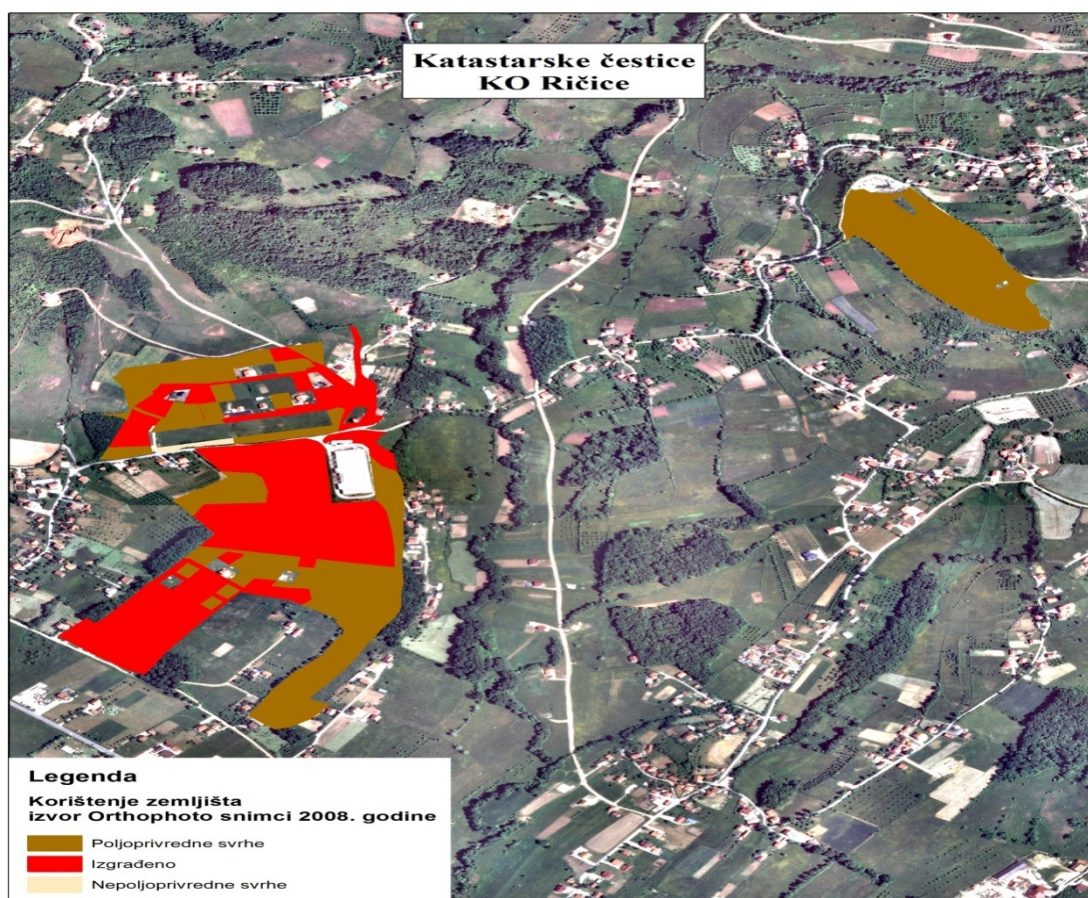 Katastarske čestice
KO Ričice
Legenda
Korištenje zemljišta
izvor Orthophoto snimci 2008. godine
Poljoprivredne svrhe
Izgrađeno
Nepoljoprivredne svrhe